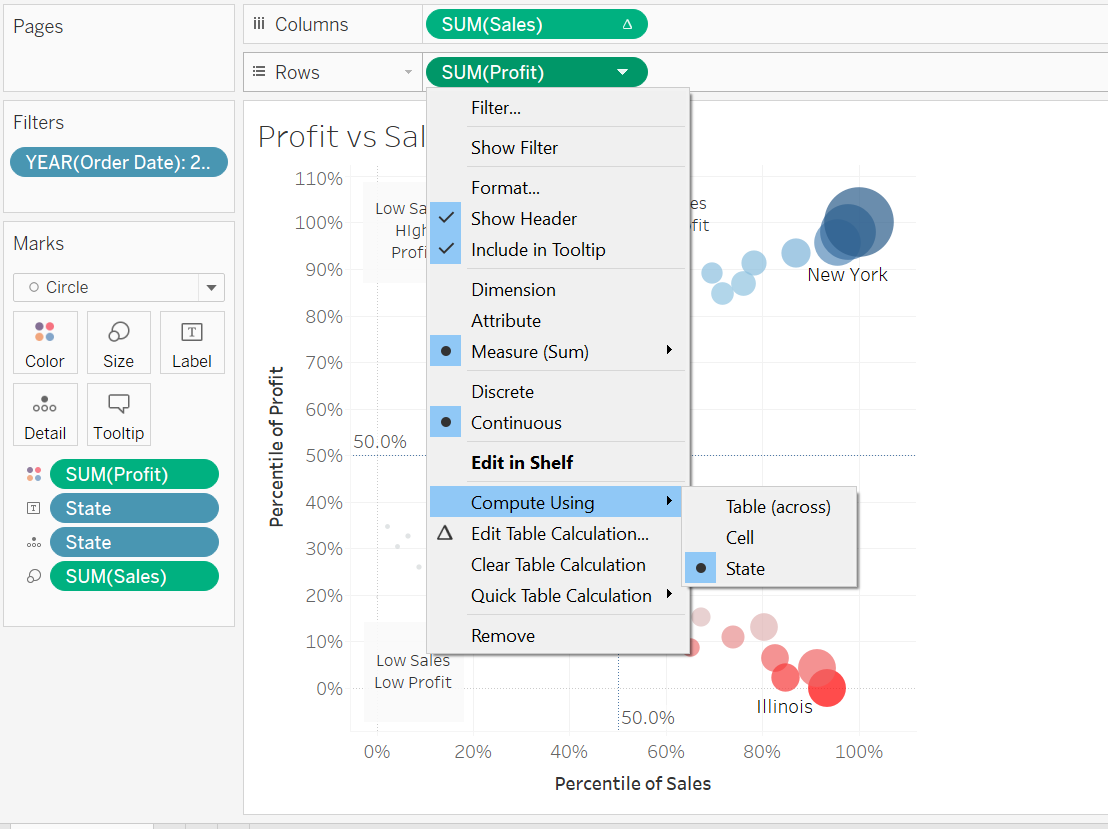 Pages
Columns
SUM(Sales)
Rows
SUM(Profit)
Filters
YEAR(Order Date): 2..
Marks
Circle
Color
Size
Label
Detail
Tooltip
SUM(Profit)
State
State
SUM(Sales)
Filter...
Show Filter
Format...
Show Header
Include in Tooltip
Dimension
Attribute
Measure (Sum)
Discrete
Continuous
Edit in Shelf
Compute Using
Edit Table Calculation...
Clear Table Calculation
Quick Table Calculation
Remove
Table (across)
Cell
State
Profit vs Sal
110%
100%
90%
80%
70%
60%
50%
40%
30%
20%
10%
0%
Percentile of Profit
Low Sa
HIgh
Profi
es
fit
New York
50.0%
Low Sales
Low Profit
Illinois
50.0%
0%
20%
40%
60%
80%
100%
Percentile of Sales